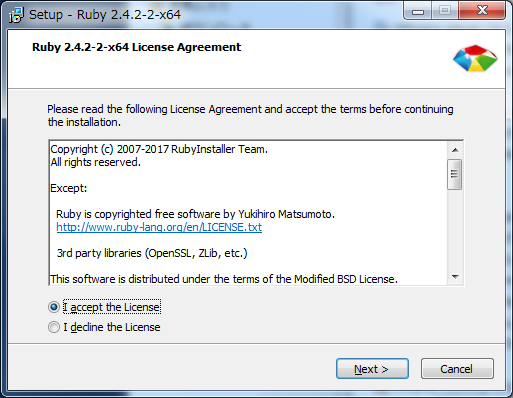 Setup - Ruby 2.4.2-2-x64
Ruby 2.4.2-2-x64 License Agreement
Please read the following License Agreement and accept the terms before continuing
the installation.
Copyright (c) 2007-2017 RubyInstaller Team.
All rights reserved.
Except:
Ruby is copyrighted free software by Yukihiro Matsumoto.
http://www.ruby-lang.org/en/LICENSE.txt
3rd party libraries (OpenSSL, ZLib, etc.)
This software is distributed under the terms of the Modified BSD License.
I accept the License
I decline the License
Next >
Cancel